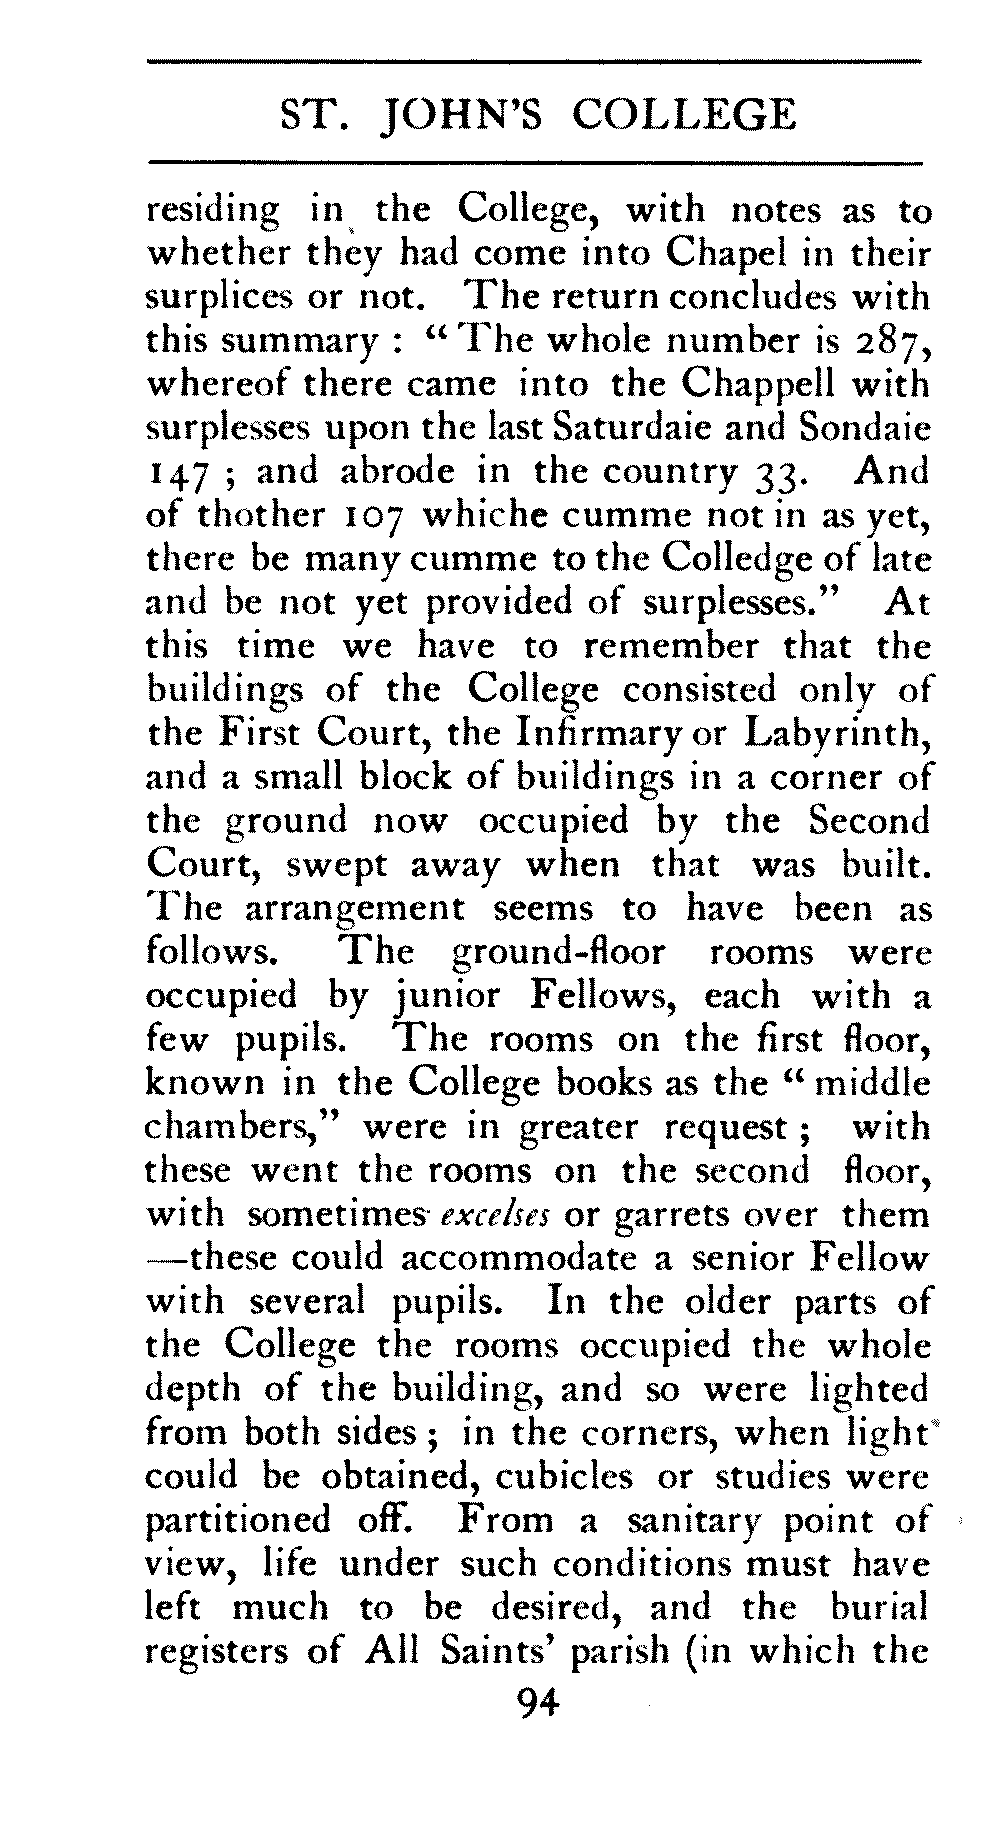 ST. JOHN'S COLLEGE
residing in the College, with notes as to
whether they had come into Chapel in their
surplices or not. The return concludes with
this summary : “ The whole number is 287,
whereof there came into the Chappell with
surplesses upon the last Saturdaie and Sondaie
147 ; and abrode in the country 33. And
of thother 107 whiche cumme not in as yet,
there be many cumme to the Colledge of late
and be not yet provided of surplesses.” At
this time we have to remember that the
buildings of the College consisted only of
the First Court, the Infirmary or Labyrinth,
and a small block of buildings in a corner of
the ground now occupied by the Second
Court, swept away when that was built.
The arrangement seems to have been as
follows. The ground-floor rooms were
occupied by junior Fellows, each with a
few pupils. The rooms on the first floor,
known in the College books as the “ middle
chambers,” were in greater request ; with
these went the rooms on the second floor,
with sometimes excelses or garrets over them
—these could accommodate a senior Fellow
with several pupils. In the older parts of
the College the rooms occupied the whole
depth of the building, and so were lighted
from both sides ; in the corners, when light
could be obtained, cubicles or studies were
partitioned off. From a sanitary point of
view, life under such conditions must have
left much to be desired, and the burial
registers of All Saints’ parish (in which the
94